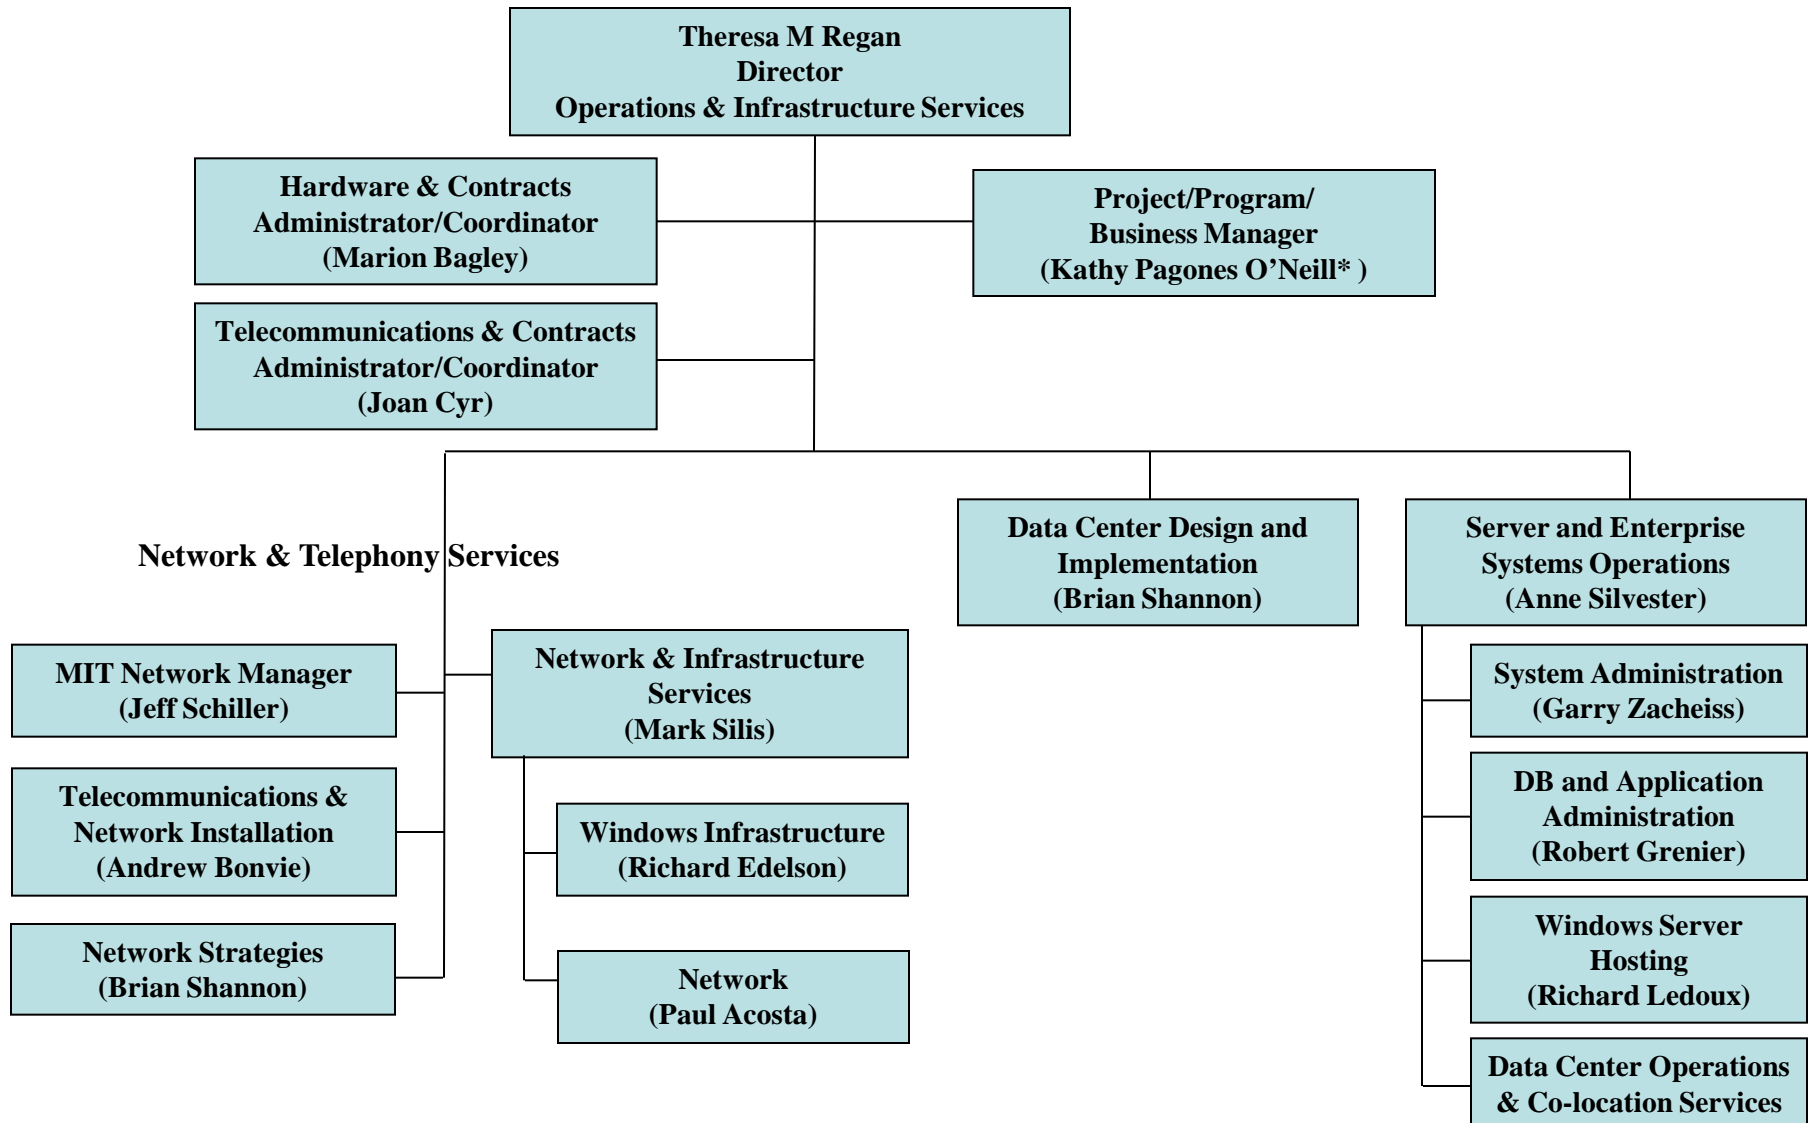 Theresa M Regan
Director
Operations & Infrastructure Services
Hardware & Contracts
Administrator/Coordinator
(Marion Bagley)
Project/Program/
Business Manager
(Kathy Pagones O’Neill* )
Telecommunications & Contracts
Administrator/Coordinator
(Joan Cyr)
Network & Telephony Services
MIT Network Manager
(Jeff Schiller)
Telecommunications &
Network Installation
(Andrew Bonvie)
Network Strategies
(Brian Shannon)
Network & Infrastructure
Services
(Mark Silis)
Windows Infrastructure
(Richard Edelson)
Network
(Paul Acosta)
Data Center Design and
Implementation
(Brian Shannon)
Server and Enterprise
Systems Operations
(Anne Silvester)
System Administration
(Garry Zacheiss)
DB and Application
Administration
(Robert Grenier)
Windows Server
Hosting
(Richard Ledoux)
Data Center Operations
& Co-location Services